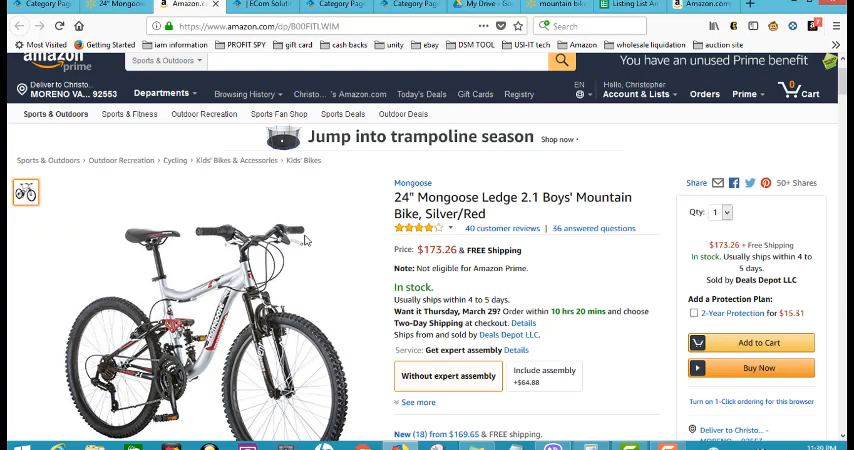 Category Page
24" Mongoose
Amazon.c
Category Page
| ECom Solutio
Category Page
Category Page
My Drive - Go
mountain bik
Listing List Air
Amazon.com
https://www.amazon.com/dp/B00FITLWIM
Search
Most Visited
Getting Started
iam information
PROFIT SPY
gift card
cash backs
unity
ebay
DSM TOOL
USI-IT tech
Amazon
wholesale liquidation
auction site
amazon
prime
Sports & Outdoors
You have an unused Prime benefit
Deliver to Christo...
MORENO VA... 92553
Departments
Browsing History
Christo... 's Amazon.com
Today's Deals
Gift Cards
Registry
EN
Hello, Christopher
Account & Lists
Orders
Prime
0
Cart
Sports & Outdoors
Sports & Fitness
Outdoor Recreation
Sports Fan Shop
Sports Deals
Outdoor Deals
Jump into trampoline season
Shop now ›
Sports & Outdoors › Outdoor Recreation › Cycling › Kids' Bikes & Accessories › Kids' Bikes
Mongoose
24" Mongoose Ledge 2.1 Boys' Mountain
Bike, Silver/Red
40 customer reviews | 36 answered questions
Price: $173.26 & FREE Shipping
Note: Not eligible for Amazon Prime.
In stock.
Usually ships within 4 to 5 days.
Want it Thursday, March 29? Order within 10 hrs 20 mins and choose
Two-Day Shipping at checkout. Details
Ships from and sold by Deals Depot LLC.
Service: Get expert assembly Details
Without expert assembly
Include assembly
+$64.88
See more
New (18) from $169.65 & FREE shipping.
Share
50+ Shares
Qty: 1
$173.26 + Free Shipping
In stock. Usually ships within 4 to
5 days.
Sold by Deals Depot LLC
Add a Protection Plan:
2-Year Protection for $15.31
Add to Cart
Buy Now
Turn on 1-Click ordering for this browser
Deliver to Christo...
11:39 PM